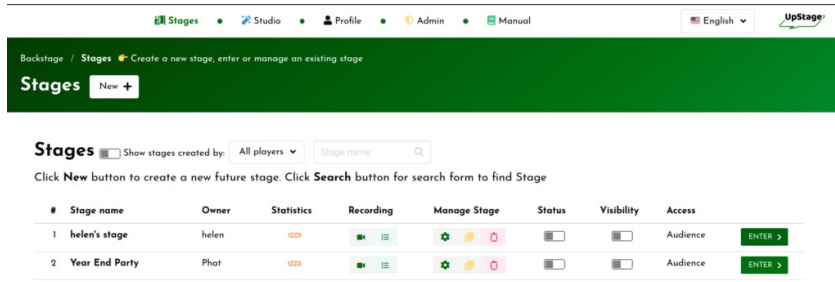 Stages Studio Profile Admin Manual English UpStage
Backstage / Stages Create a new stage, enter or manage an existing stage
Stages New +
Stages Show stages created by: All players Stage name
Click New button to create a new future stage. Click Search button for search form to find Stage
# Stage name Owner Statistics Recording Manage Stage Status Visibility Access
1 helen's stage helen Audience ENTER >
2 Year End Party Phat Audience ENTER >